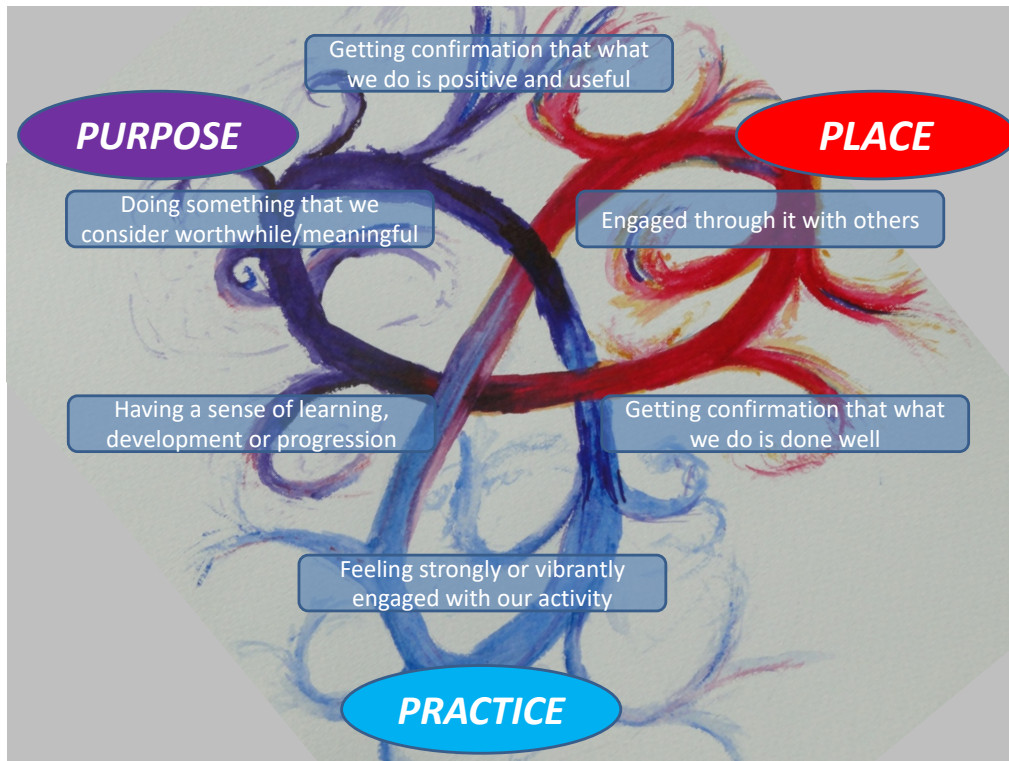 Getting confirmation that what
we do is positive and useful
PURPOSE
PLACE
Doing something that we
consider worthwhile/meaningful
Engaged through it with others
Having a sense of learning,
development or progression
Getting confirmation that what
we do is done well
Feeling strongly or vibrantly
engaged with our activity
PRACTICE